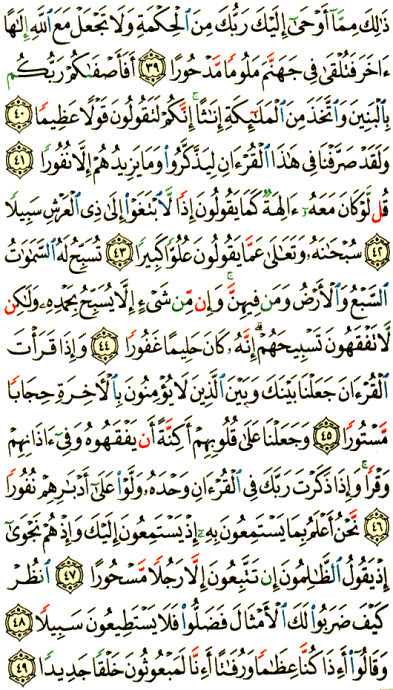 ذَٰلِكَ مِمَّآ أَوْحَىٰٓ إِلَيْكَ رَبُّكَ مِنَ ٱلْحِكْمَةِ وَلَا تَجْعَلْ مَعَ ٱللَّهِ إِلَٰهًا
ءَاخَرَ فَتُلْقَىٰ فِى جَهَنَّمَ مَلُومًا مَّدْحُورًا ٣٩ أَفَأَصْفَىٰكُمْ رَبُّكُم
بِٱلْبَنِينَ وَٱتَّخَذَ مِنَ ٱلْمَلَٰٓئِكَةِ إِنَٰثًا ۚ إِنَّكُمْ لَتَقُولُونَ قَوْلًا عَظِيمًا ٤٠
وَلَقَدْ صَرَّفْنَا فِى هَٰذَا ٱلْقُرْءَانِ لِيَذَّكَّرُوا۟ وَمَا يَزِيدُهُمْ إِلَّا نُفُورًا ٤١
قُل لَّوْ كَانَ مَعَهُۥٓ ءَالِهَةٌ كَمَا يَقُولُونَ إِذًا لَّٱبْتَغَوْا۟ إِلَىٰ ذِى ٱلْعَرْشِ سَبِيلًا
٤٢ سُبْحَٰنَهُۥ وَتَعَٰلَىٰ عَمَّا يَقُولُونَ عُلُوًّا كَبِيرًا ٤٣ تُسَبِّحُ لَهُ ٱلسَّمَٰوَٰتُ
ٱلسَّبْعُ وَٱلْأَرْضُ وَمَن فِيهِنَّ ۚ وَإِن مِّن شَىْءٍ إِلَّا يُسَبِّحُ بِحَمْدِهِۦ وَلَٰكِن
لَّا تَفْقَهُونَ تَسْبِيحَهُمْ ۗ إِنَّهُۥ كَانَ حَلِيمًا غَفُورًا ٤٤ وَإِذَا قَرَأْتَ
ٱلْقُرْءَانَ جَعَلْنَا بَيْنَكَ وَبَيْنَ ٱلَّذِينَ لَا يُؤْمِنُونَ بِٱلْءَاخِرَةِ حِجَابًا
مَّسْتُورًا ٤٥ وَجَعَلْنَا عَلَىٰ قُلُوبِهِمْ أَكِنَّةً أَن يَفْقَهُوهُ وَفِىٓ ءَاذَانِهِمْ
وَقْرًا ۚ وَإِذَا ذَكَرْتَ رَبَّكَ فِى ٱلْقُرْءَانِ وَحْدَهُۥ وَلَّوْا۟ عَلَىٰٓ أَدْبَٰرِهِمْ نُفُورًا
٤٦ نَّحْنُ أَعْلَمُ بِمَا يَسْتَمِعُونَ بِهِۦٓ إِذْ يَسْتَمِعُونَ إِلَيْكَ وَإِذْ هُمْ نَجْوَىٰٓ
إِذْ يَقُولُ ٱلظَّٰلِمُونَ إِن تَتَّبِعُونَ إِلَّا رَجُلًا مَّسْحُورًا ٤٧ ٱنظُرْ
كَيْفَ ضَرَبُوا۟ لَكَ ٱلْأَمْثَالَ فَضَلُّوا۟ فَلَا يَسْتَطِيعُونَ سَبِيلًا ٤٨
وَقَالُوٓا۟ أَءِذَا كُنَّا عِظَٰمًا وَرُفَٰتًا أَءِنَّا لَمَبْعُوثُونَ خَلْقًا جَدِيدًا ٤٩